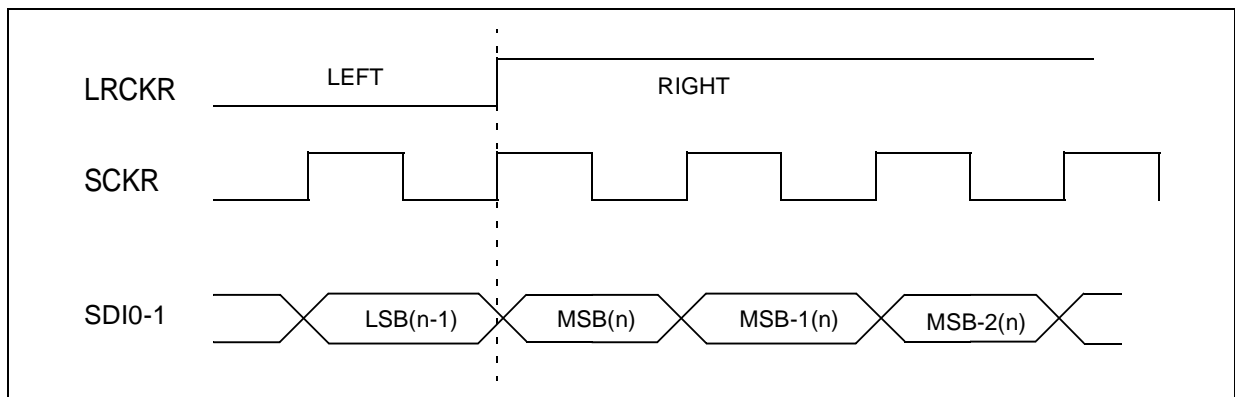 LRCKR LEFT RIGHT
SCKR
SDI0-1 LSB(n-1) MSB(n) MSB-1(n) MSB-2(n)